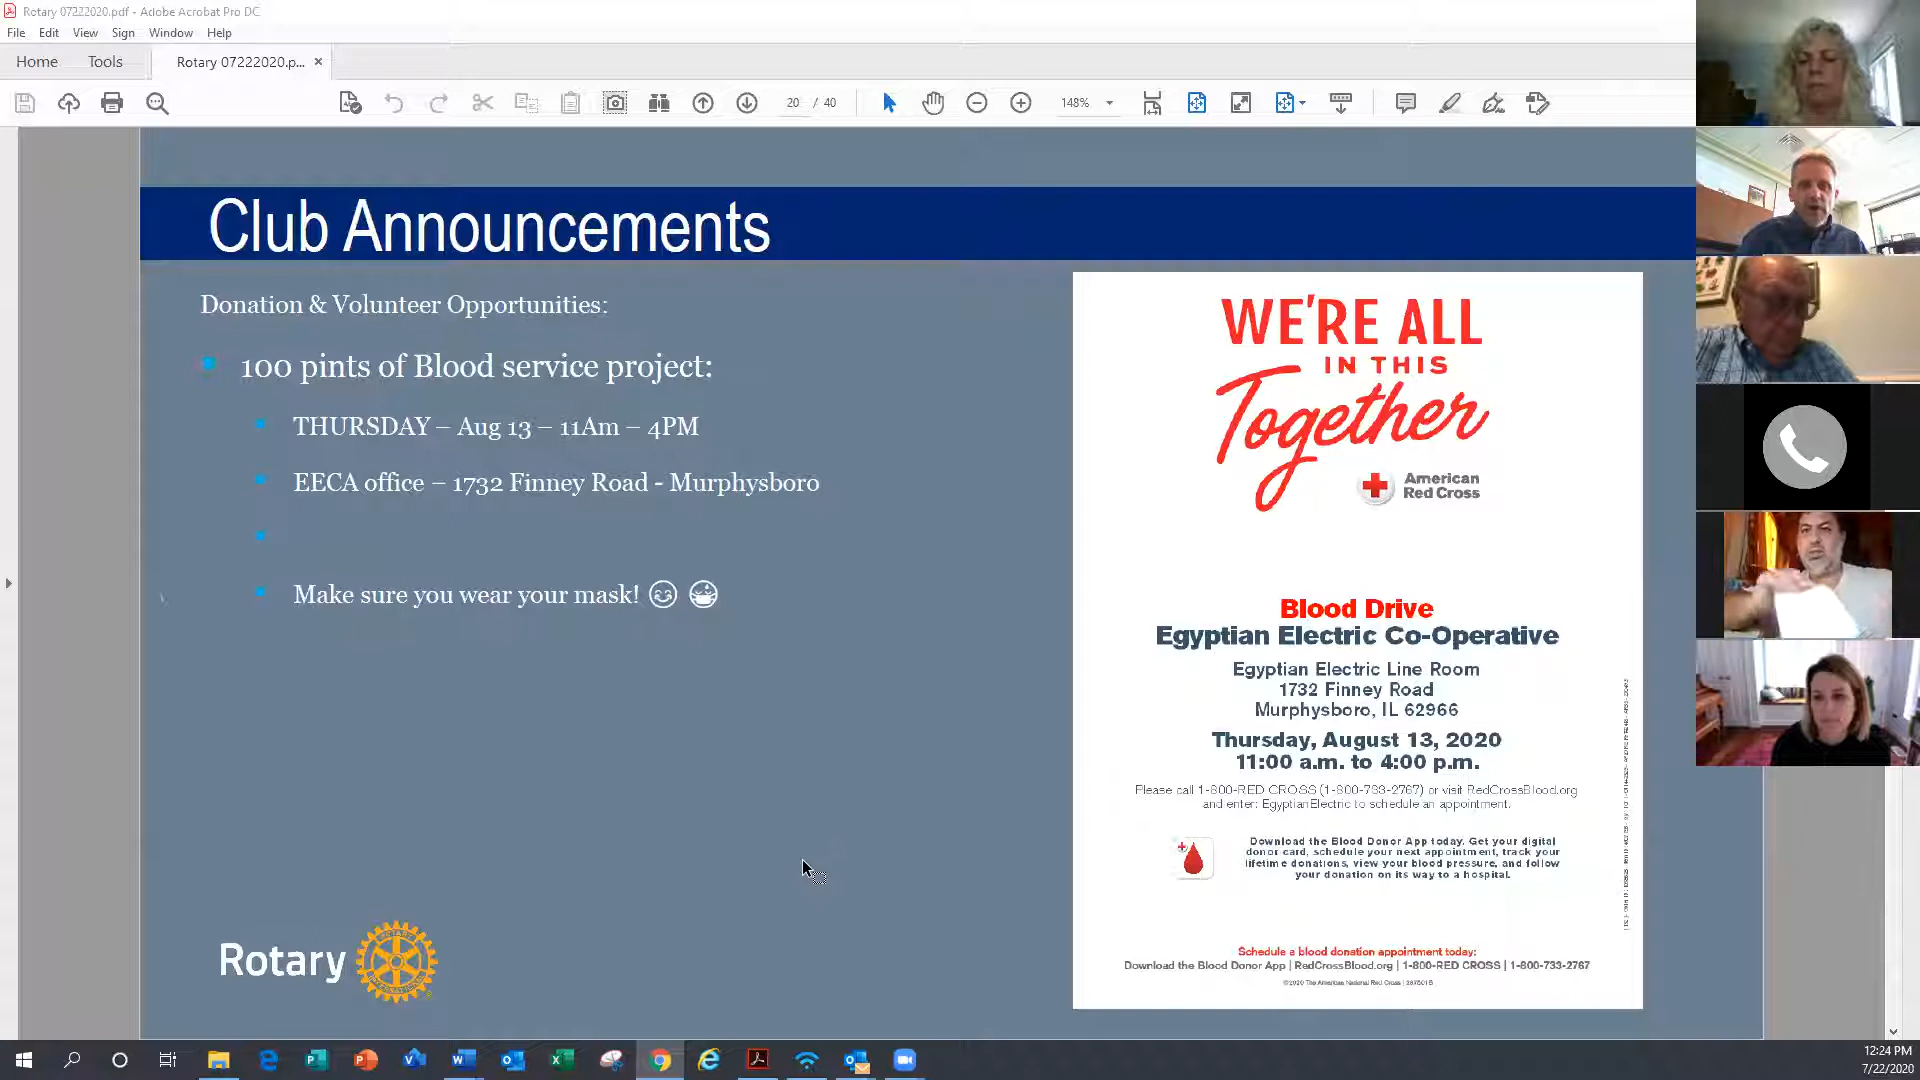 Rotary 07222020.pdf - Adobe Acrobat Pro DC
File Edit View Sign Window Help
Home Tools Rotary 07222020.p... ×
20 / 40 148%
Club Announcements
Donation & Volunteer Opportunities:
100 pints of Blood service project:
THURSDAY – Aug 13 – 11Am – 4PM
EECA office – 1732 Finney Road - Murphysboro
Make sure you wear your mask!
Rotary
WE'RE ALL
IN THIS
Together
American
Red Cross
Blood Drive
Egyptian Electric Co-Operative
Egyptian Electric Line Room
1732 Finney Road
Murphysboro, IL 62966
Thursday, August 13, 2020
11:00 a.m. to 4:00 p.m.
Please call 1-800-RED CROSS (1-800-733-2767) or visit RedCrossBlood.org
and enter: EgyptianElectric to schedule an appointment.
Download the Blood Donor App today. Get your digital
donor card, schedule your next appointment, track your
lifetime donations, view your blood pressure, and follow
your donation on its way to a hospital.
Schedule a blood donation appointment today:
Download the Blood Donor App | RedCrossBlood.org | 1-800-RED CROSS | 1-800-733-2767
©2020 The American National Red Cross
12:24 PM
7/22/2020